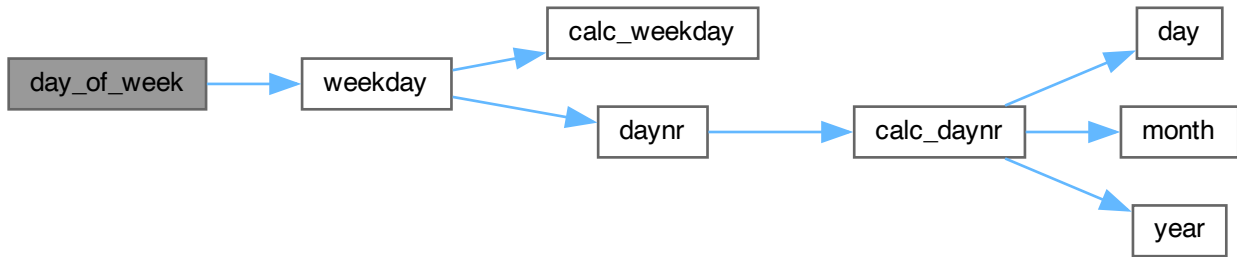 day_of_week
weekday
calc_weekday
daynr
calc_daynr
day
month
year